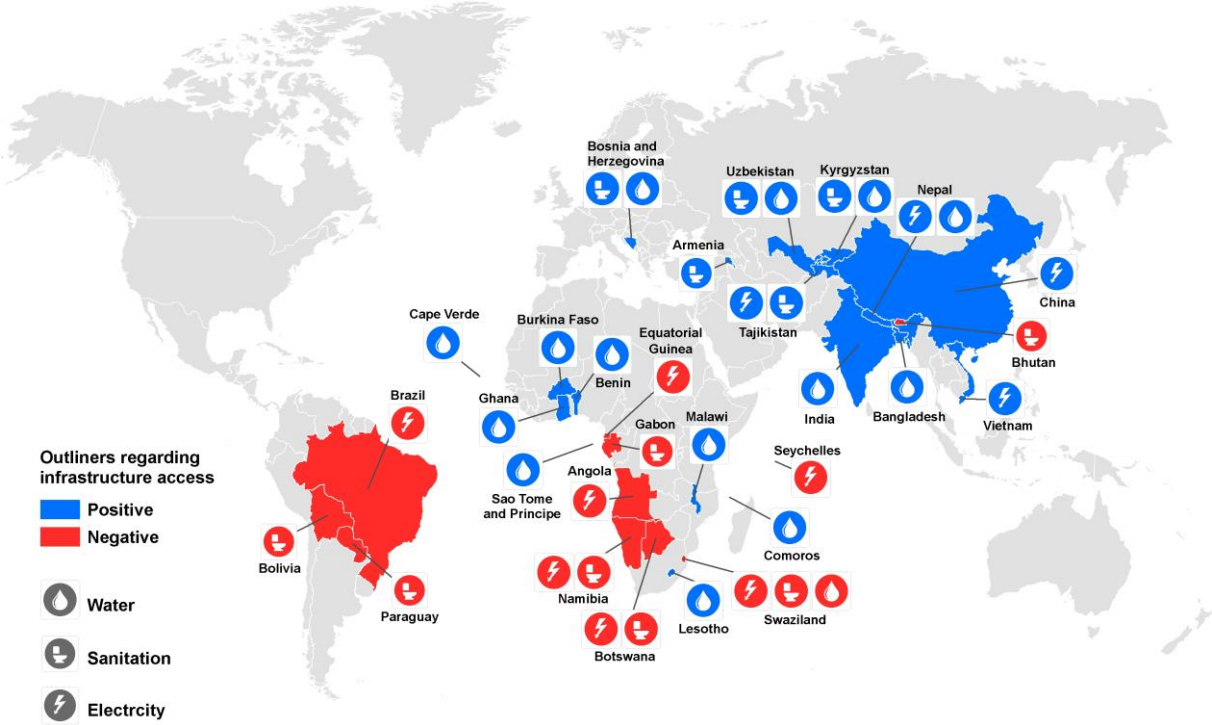 Bosnia and
Herzegovina
Uzbekistan
Kyrgyzstan
Nepal
Armenia
China
Tajikistan
Cape Verde
Burkina Faso
Equatorial
Guinea
Bhutan
Benin
Brazil
Ghana
India
Bangladesh
Vietnam
Malawi
Gabon
Outliners regarding
infrastructure access
Seychelles
Angola
Sao Tome
and Principe
Positive
Negative
Comoros
Bolivia
Namibia
Paraguay
Lesotho
Swaziland
Botswana
Water
Sanitation
Electrcity